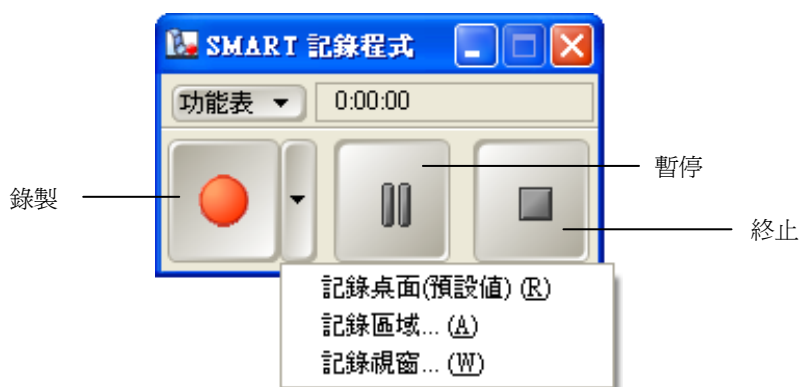 SMART 記錄程式
功能表
0:00:00
錄製
暫停
終止
記錄桌面(預設值) (R)
記錄區域... (A)
記錄視窗... (W)